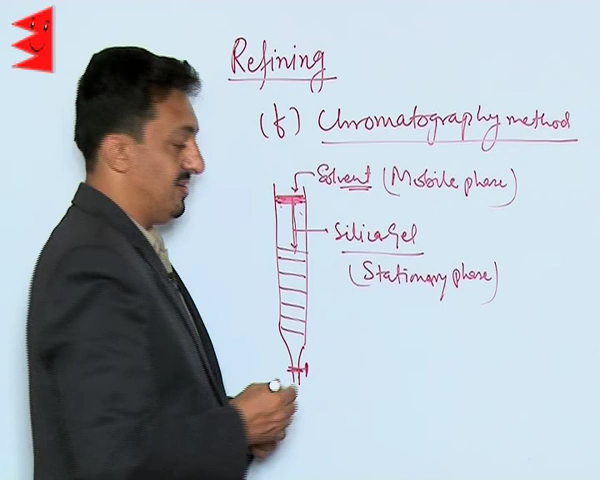 Refining
(f) Chromatography method
Solvent (Mobile phase)
Silica Gel
(Stationary phase)